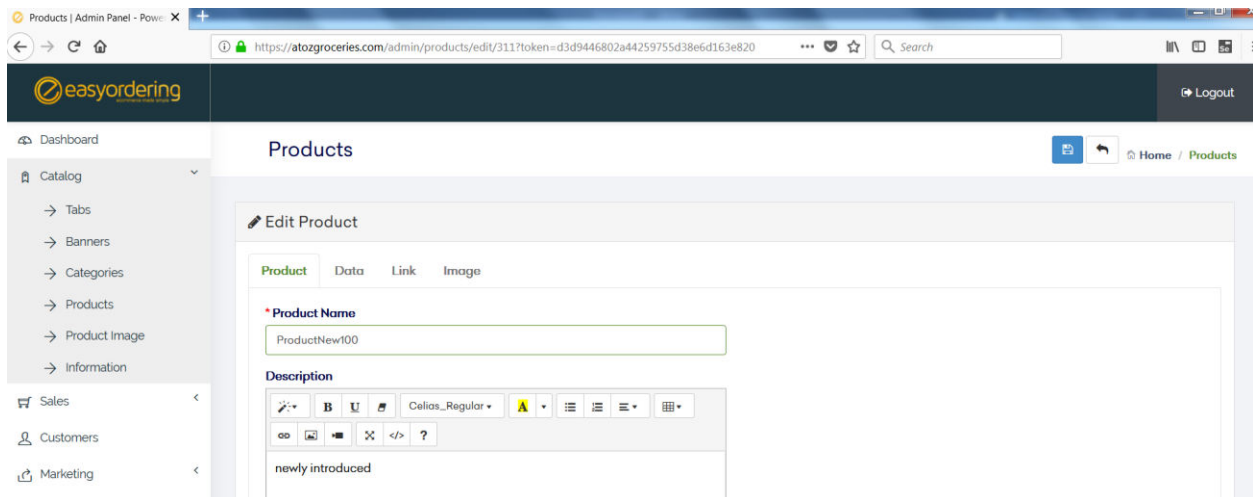 Products | Admin Panel - Powe
https://atozgroceries.com/admin/products/edit/311?token=d3d9446802a44259755d38e6d163e820
Search
easyordering
Logout
Dashboard
Products
Home / Products
Catalog
Tabs
Edit Product
Banners
Categories
Product Data Link Image
Products
* Product Name
Product Image
ProductNew100
Information
Description
Sales
B U Celias_Regular A
Customers
</> ?
Marketing
newly introduced